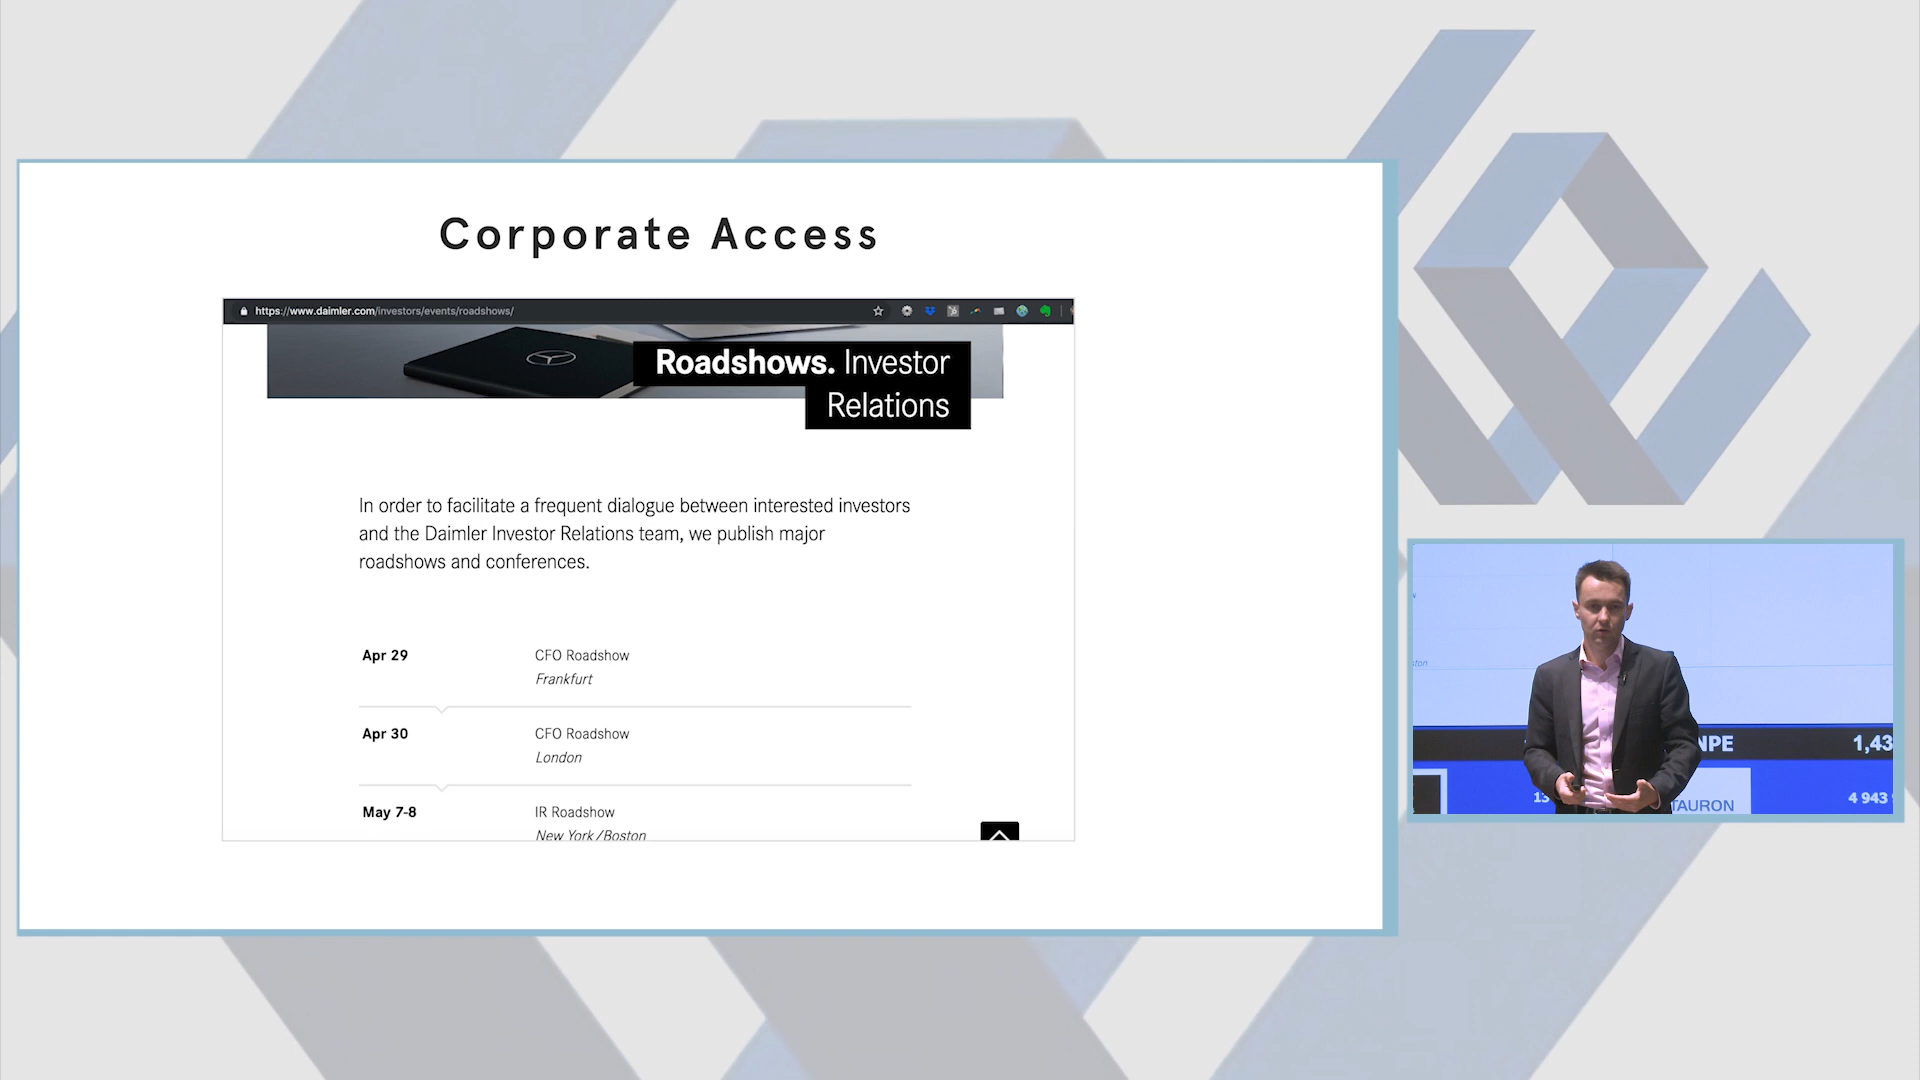 Corporate Access
https://www.daimler.com/investors/events/roadshows/
Roadshows. Investor
Relations
In order to facilitate a frequent dialogue between interested investors
and the Daimler Investor Relations team, we publish major
roadshows and conferences.
Apr 29
CFO Roadshow
Frankfurt
Apr 30
CFO Roadshow
London
May 7-8
IR Roadshow
New York/Boston
NPE
1,43
13
TAURON
4 943